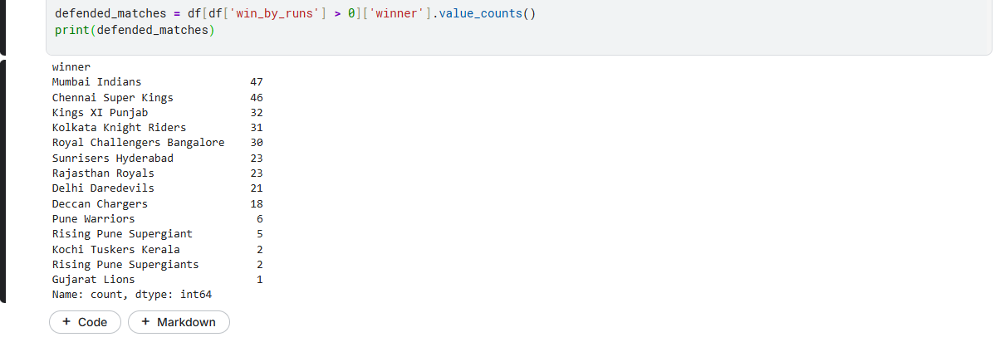 defended_matches = df[df['win_by_runs'] > 0]['winner'].value_counts()
print(defended_matches)
winner
Mumbai Indians 47
Chennai Super Kings 46
Kings XI Punjab 32
Kolkata Knight Riders 31
Royal Challengers Bangalore 30
Sunrisers Hyderabad 23
Rajasthan Royals 23
Delhi Daredevils 21
Deccan Chargers 18
Pune Warriors 6
Rising Pune Supergiant 5
Kochi Tuskers Kerala 2
Rising Pune Supergiants 2
Gujarat Lions 1
Name: count, dtype: int64
+ Code + Markdown